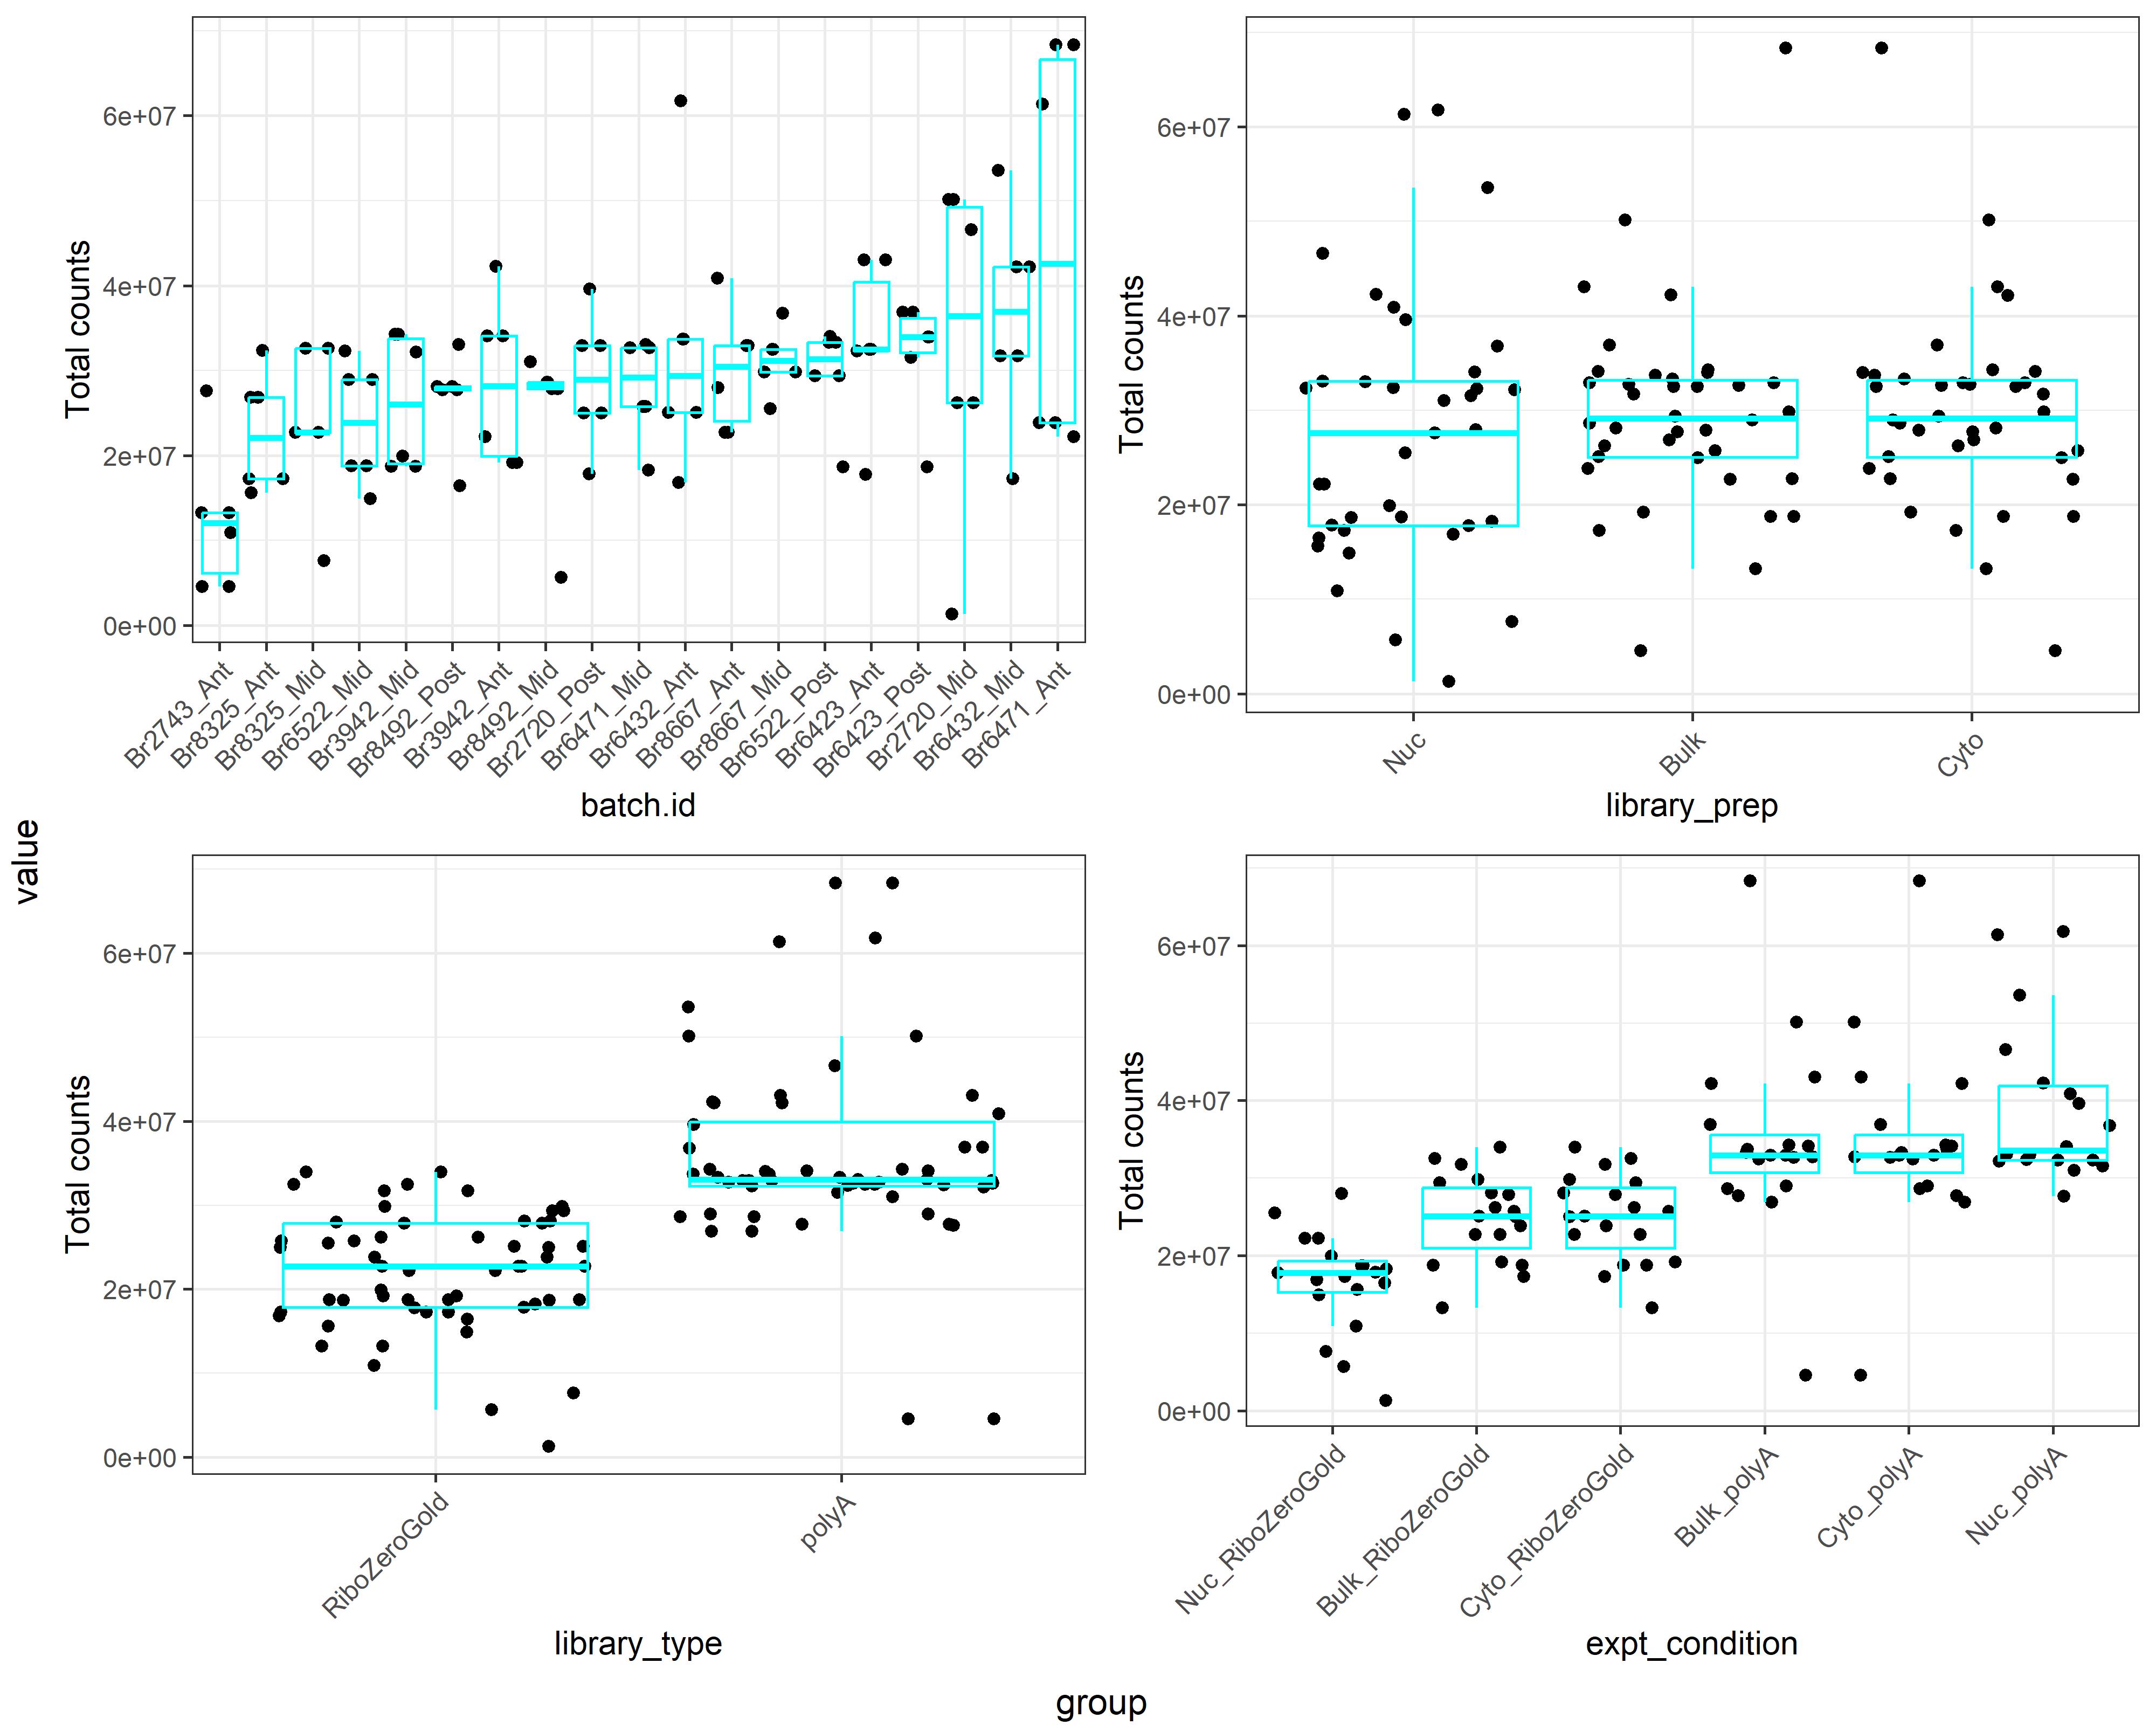 Total counts
6e+07
4e+07
2e+07
0e+00
Br2743_Ant
Br8325_Ant
Br8325_Mid
Br6522_Mid
Br3942_Mid
Br8492_Post
Br3942_Ant
Br8492_Mid
Br2720_Post
Br6471_Mid
Br6432_Ant
Br8667_Ant
Br8667_Mid
Br6522_Post
Br6423_Ant
Br6423_Post
Br2720_Mid
Br6432_Mid
Br6471_Ant
batch.id
Total counts
6e+07
4e+07
2e+07
0e+00
Nuc
Bulk
Cyto
library_prep
value
Total counts
6e+07
4e+07
2e+07
0e+00
RiboZeroGold
polyA
library_type
Total counts
6e+07
4e+07
2e+07
0e+00
Nuc_RiboZeroGold
Bulk_RiboZeroGold
Cyto_RiboZeroGold
Bulk_polyA
Cyto_polyA
Nuc_polyA
expt_condition
group